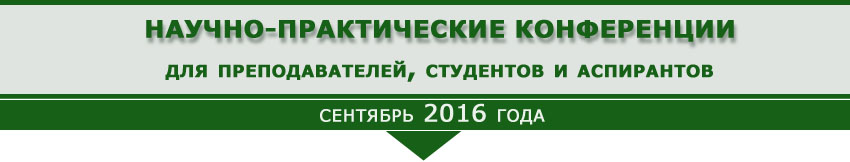 НАУЧНО-ПРАКТИЧЕСКИЕ КОНФЕРЕНЦИИ
ДЛЯ ПРЕПОДАВАТЕЛЕЙ, СТУДЕНТОВ И АСПИРАНТОВ
СЕНТЯБРЬ 2016 ГОДА